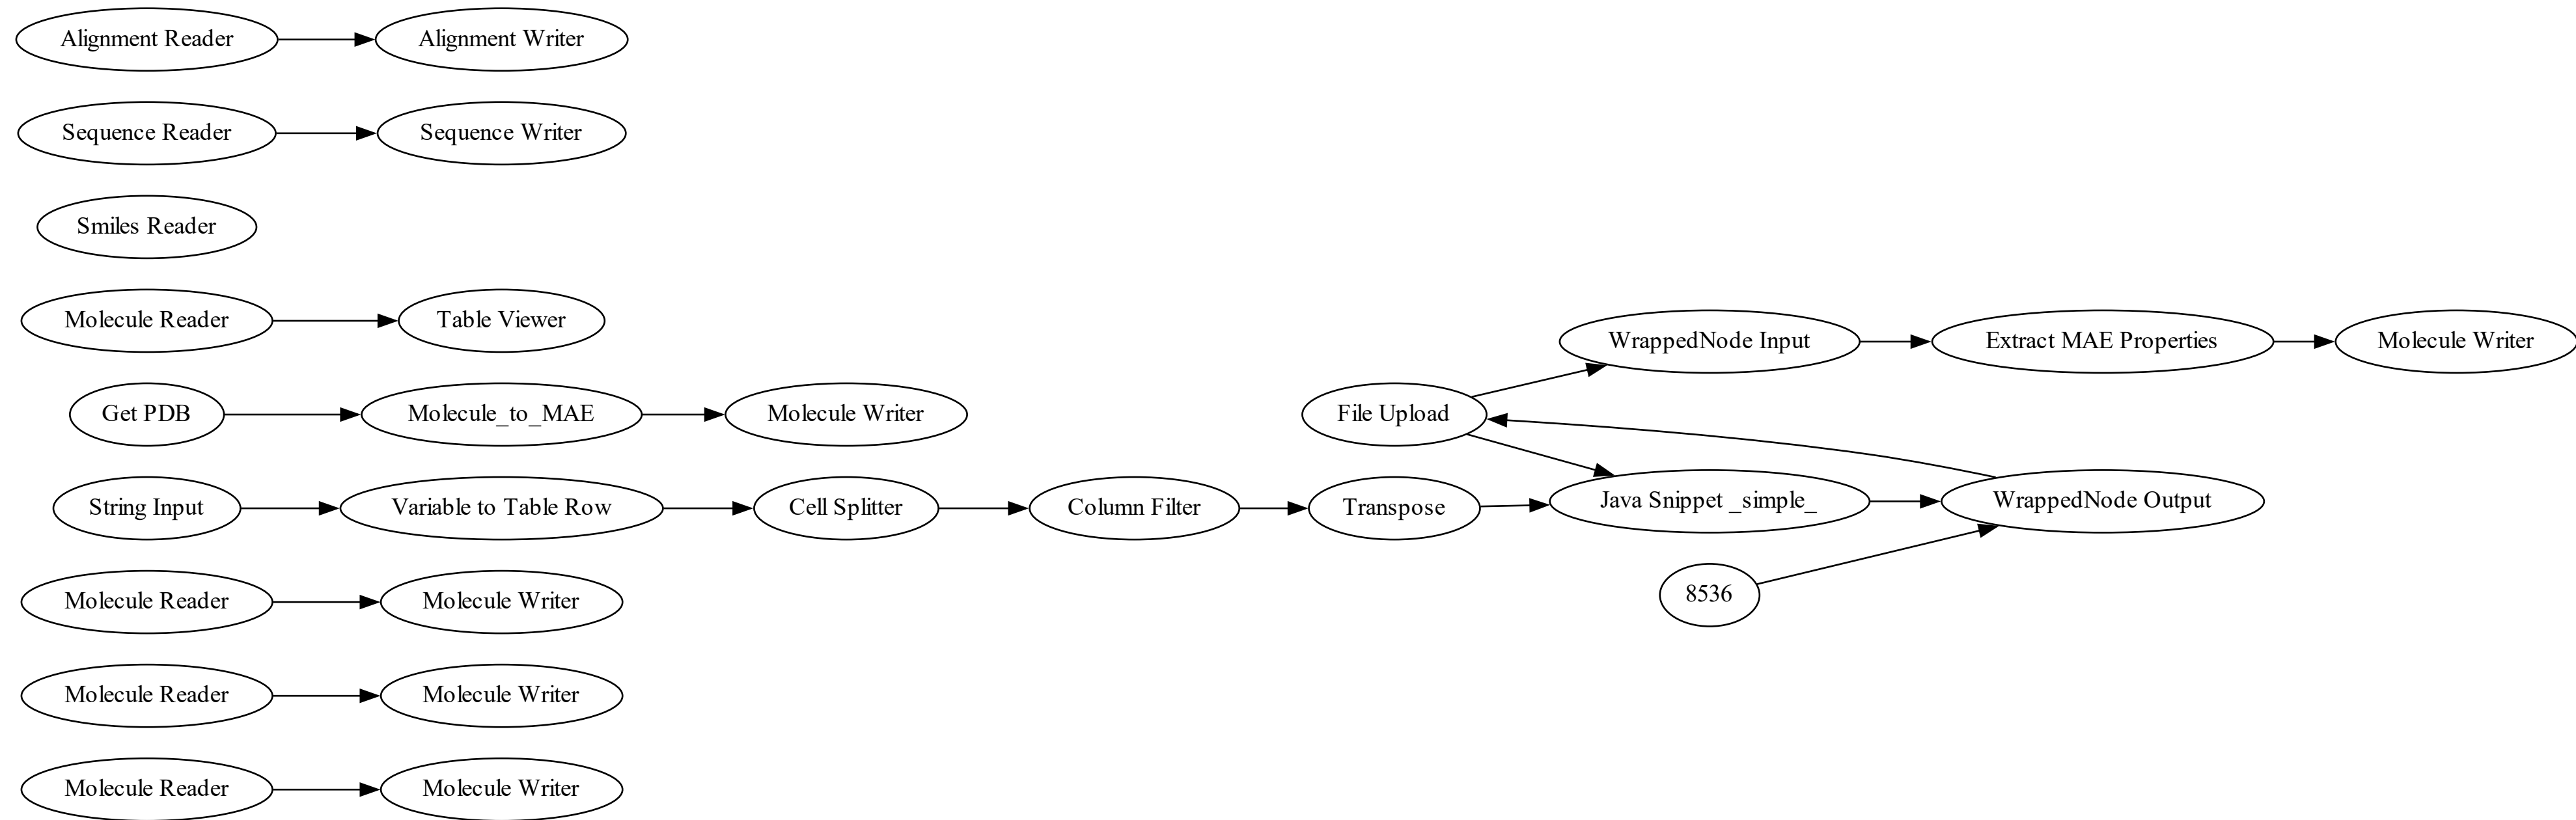 Alignment Reader
Alignment Writer
Sequence Reader
Sequence Writer
Smiles Reader
Molecule Reader
Table Viewer
WrappedNode Input
Extract MAE Properties
Molecule Writer
Get PDB
Molecule_to_MAE
Molecule Writer
File Upload
String Input
Variable to Table Row
Cell Splitter
Column Filter
Transpose
Java Snippet _simple_
WrappedNode Output
8536
Molecule Reader
Molecule Writer
Molecule Reader
Molecule Writer
Molecule Reader
Molecule Writer